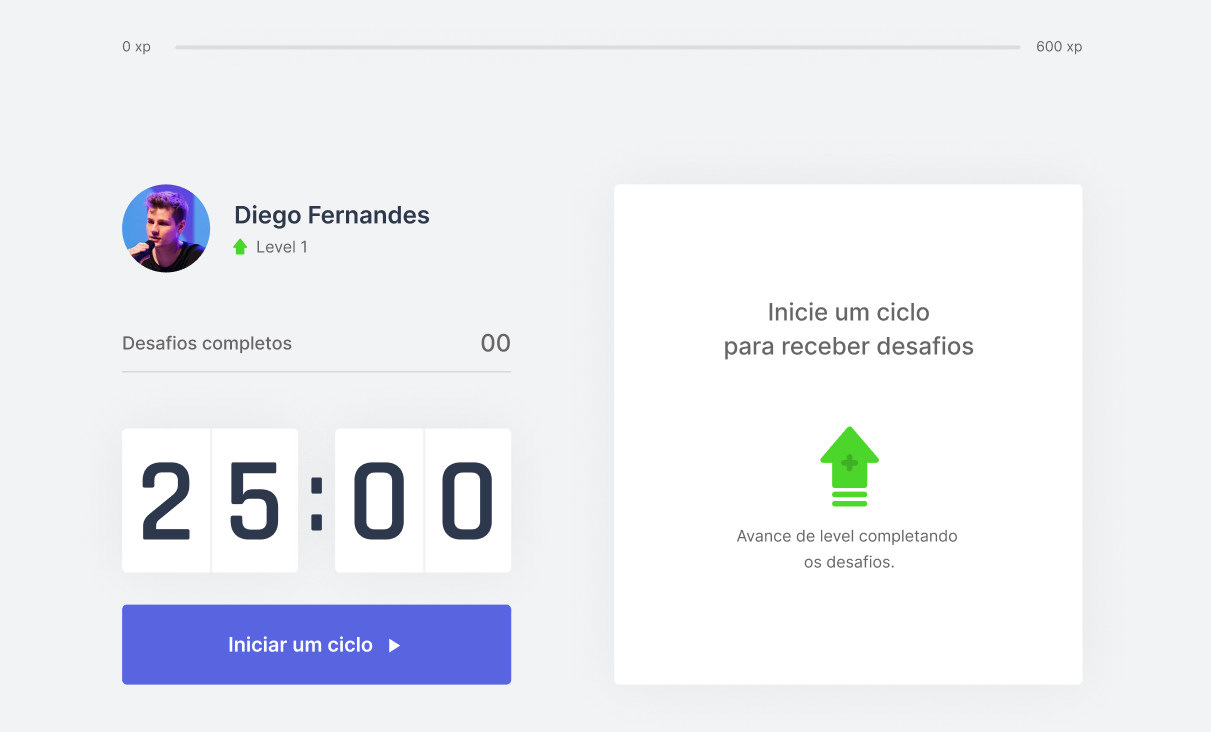 0 xp
600 xp
Diego Fernandes
Level 1
Desafios completos
00
25:00
Iniciar um ciclo
Inicie um ciclo
para receber desafios
Avance de level completando
os desafios.